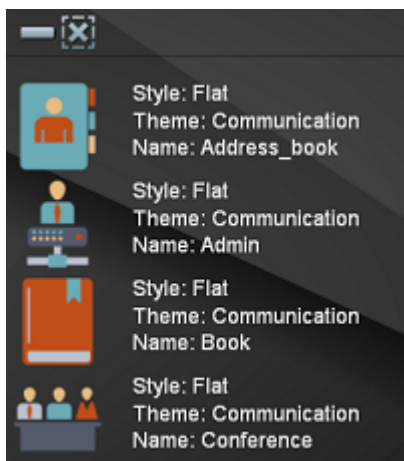 Style: Flat
Theme: Communication
Name: Address_book
Style: Flat
Theme: Communication
Name: Admin
Style: Flat
Theme: Communication
Name: Book
Style: Flat
Theme: Communication
Name: Conference